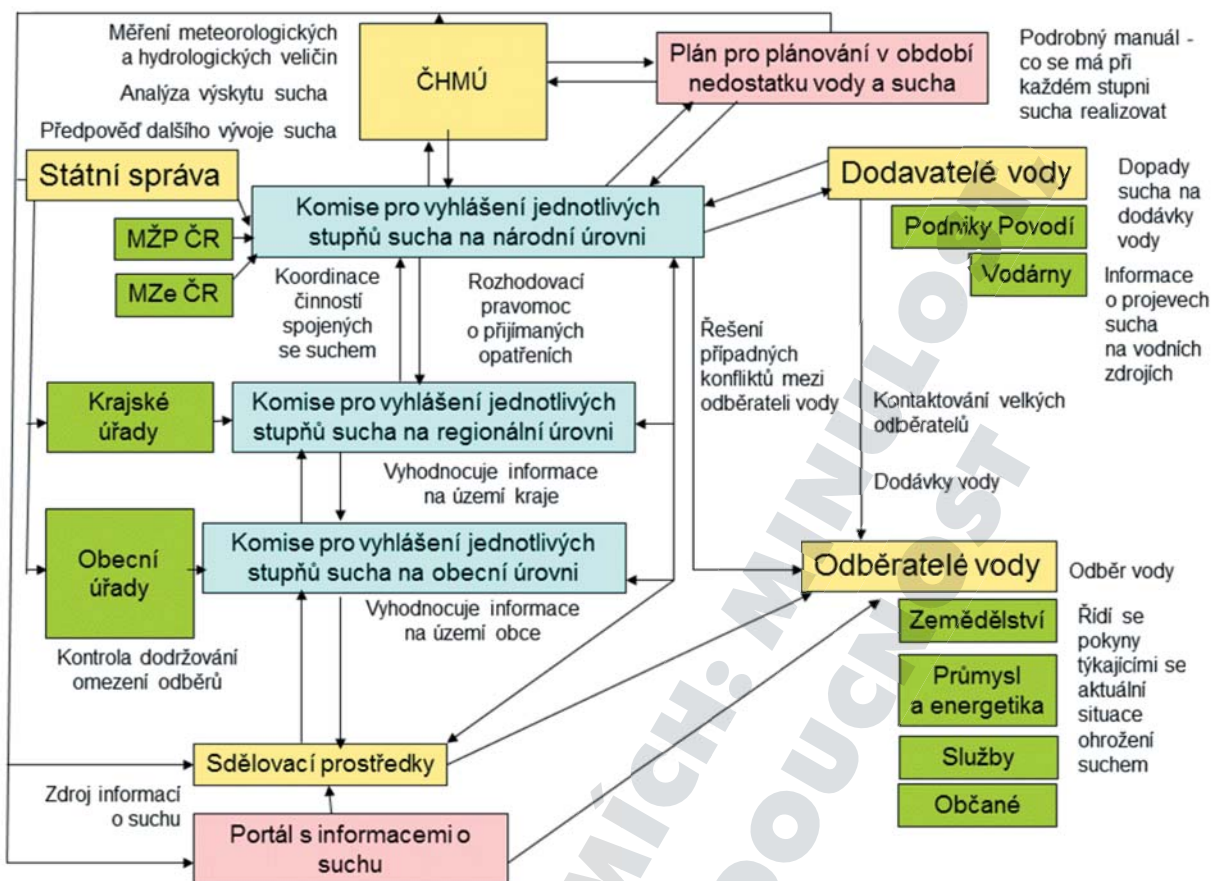 Měření meteorologických
a hydrologických veličin
Analýza výskytu sucha
Předpověď dalšího vývoje sucha
ČHMÚ
Plán pro plánování v období
nedostatku vody a sucha
Podrobný manuál -
co se má při
každém stupni
sucha realizovat
Státní správa
MŽP ČR
MZe ČR
Komise pro vyhlášení jednotlivých
stupňů sucha na národní úrovni
Dodavatelé vody
Podniky Povodí
Vodárny
Dopady
sucha na
dodávky
vody
Informace
o projevech
sucha
na vodních
zdrojích
Koordinace
činností
spojených
se suchem
Rozhodovací
pravomoc
o přijímaných
opatřeních
Řešení
případných
konfliktů mezi
odběrateli vody
Kontaktování velkých
odběratelů
Dodávky vody
Krajské
úřady
Komise pro vyhlášení jednotlivých
stupňů sucha na regionální úrovni
Vyhodnocuje informace
na území kraje
Obecní
úřady
Komise pro vyhlášení jednotlivých
stupňů sucha na obecní úrovni
Vyhodnocuje informace
na území obce
Kontrola dodržování
omezení odběrů
Odběratelé vody
Odběr vody
Zemědělství
Průmysl
a energetika
Služby
Občané
Řídí se
pokyny
týkajícími se
aktuální
situace
ohrožení
suchem
Sdělovací prostředky
Zdroj informací
o suchu
Portál s informacemi o
suchu
MÍCH: MINULOST,
DOUCNOST